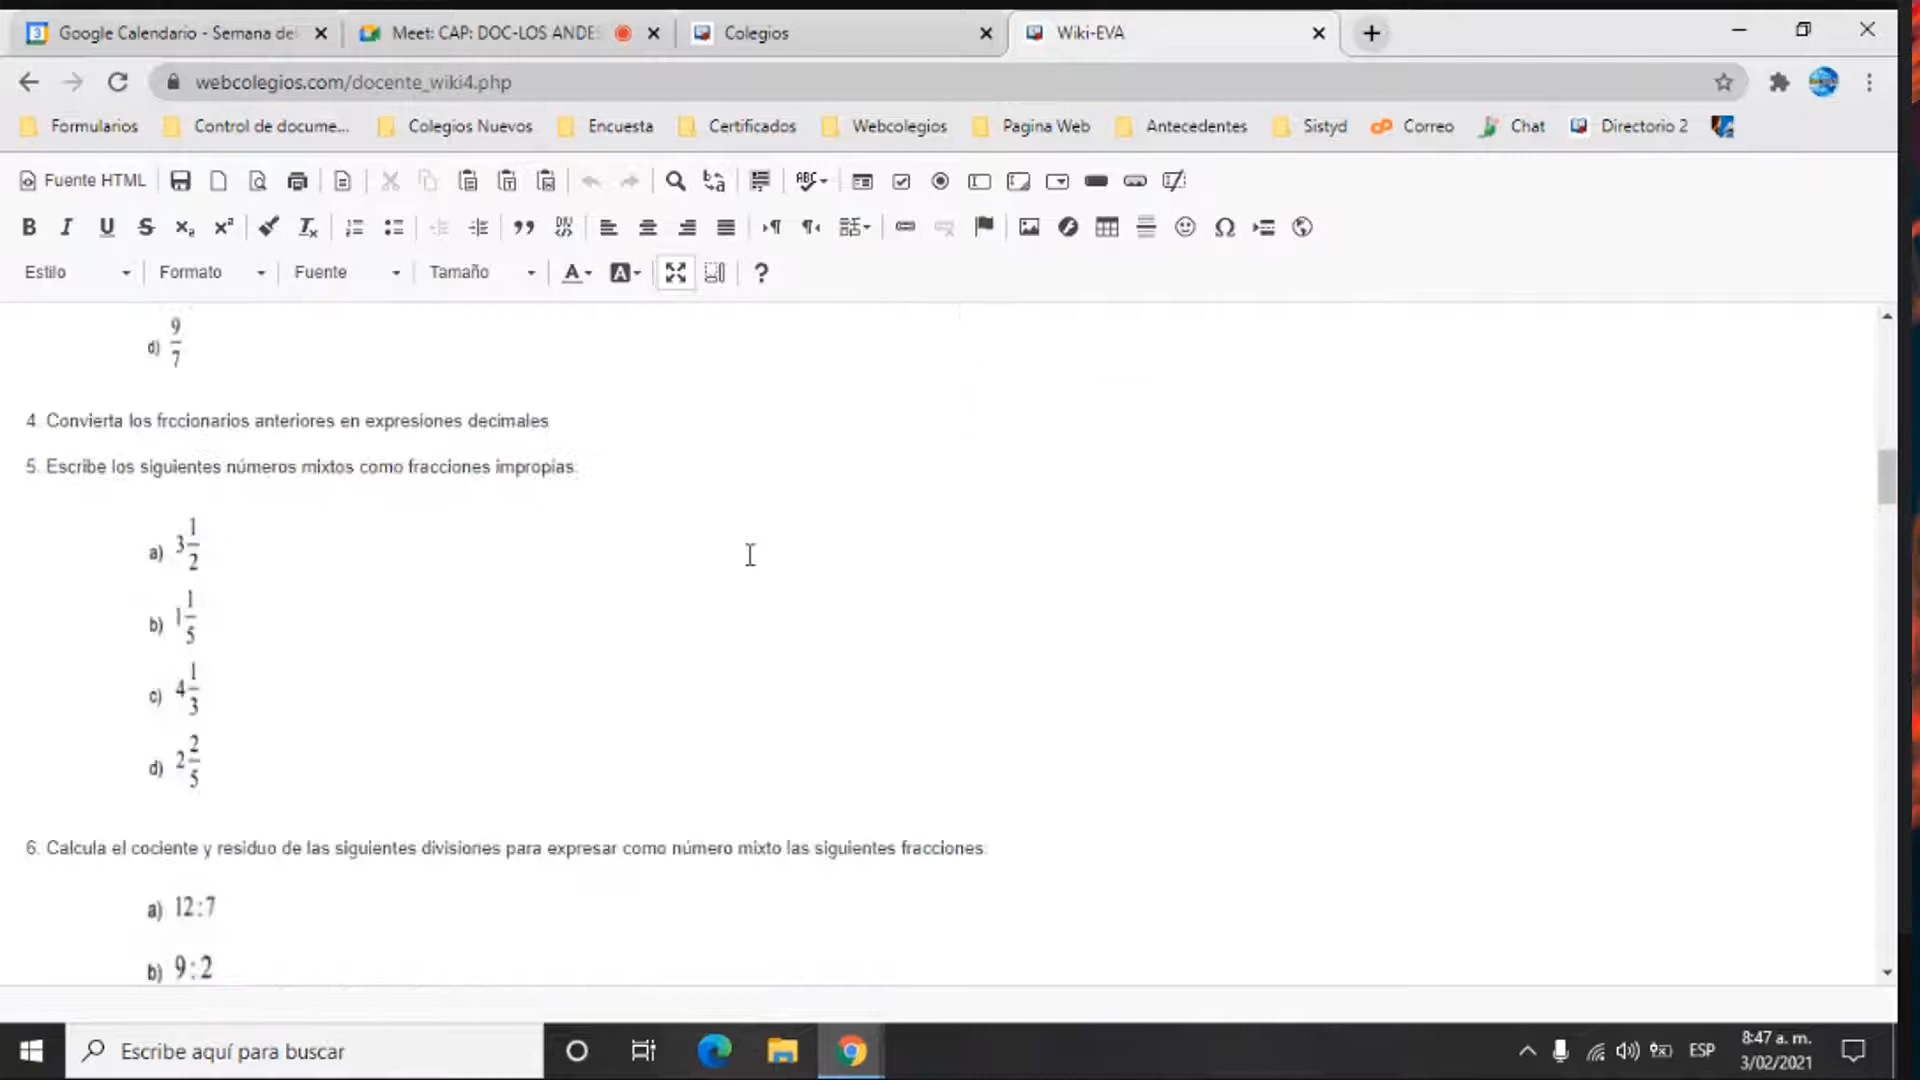 Google Calendario - Semana de
Meet: CAP: DOC-LOS ANDES
Colegios
Wiki-EVA
webcolegios.com/docente_wiki4.php
Formularios
Control de docume...
Colegios Nuevos
Encuesta
Certificados
Webcolegios
Pagina Web
Antecedentes
Sistyd
Correo
Chat
Directorio 2
Fuente HTML
Estilo
Formato
Fuente
Tamaño
d) 9/7
4. Convierta los frccionarios anteriores en expresiones decimales
5. Escribe los siguientes números mixtos como fracciones impropias:
a) 3 1/2
b) 1 1/5
c) 4 1/3
d) 2 2/5
6. Calcula el cociente y residuo de las siguientes divisiones para expresar como número mixto las siguientes fracciones:
a) 12:7
b) 9:2
Escribe aquí para buscar
ESP
8:47 a. m.
3/02/2021